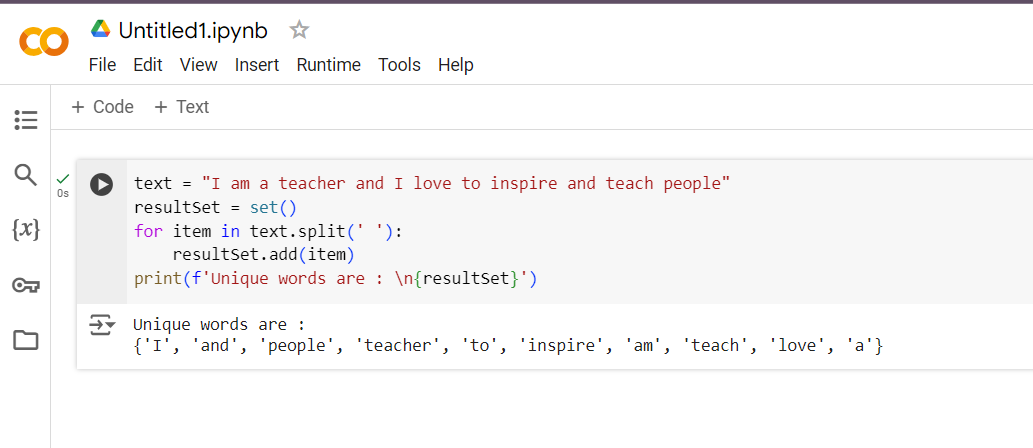 Untitled1.ipynb
File Edit View Insert Runtime Tools Help
+ Code + Text
{x}
0s
text = "I am a teacher and I love to inspire and teach people"
resultSet = set()
for item in text.split(' '):
    resultSet.add(item)
print(f'Unique words are : \n{resultSet}')
Unique words are :
{'I', 'and', 'people', 'teacher', 'to', 'inspire', 'am', 'teach', 'love', 'a'}